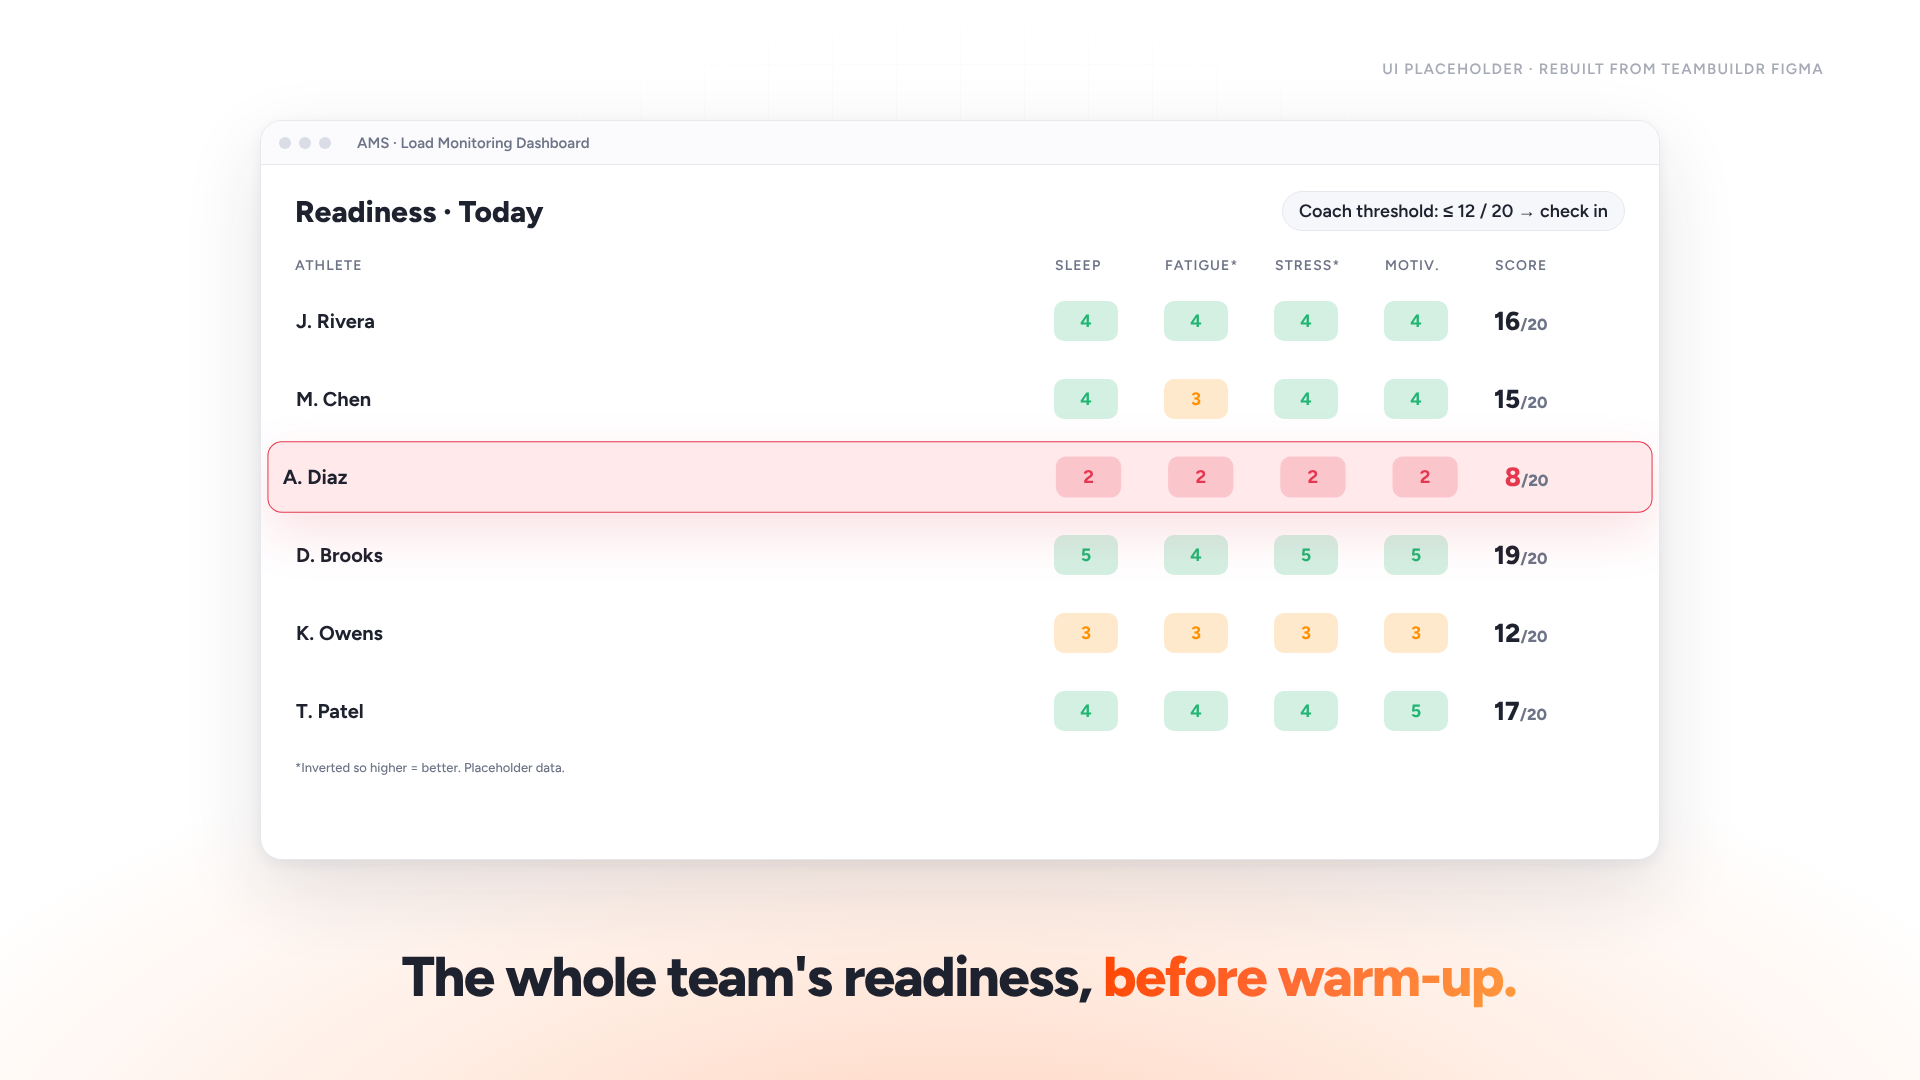 UI PLACEHOLDER · REBUILT FROM TEAMBUILDR FIGMA
AMS · Load Monitoring Dashboard
Readiness · Today
Coach threshold: ≤ 12 / 20 → check in
ATHLETE SLEEP FATIGUE* STRESS* MOTIV. SCORE
J. Rivera 4 4 4 4 16/20
M. Chen 4 3 4 4 15/20
A. Diaz 2 2 2 2 8/20
D. Brooks 5 4 5 5 19/20
K. Owens 3 3 3 3 12/20
T. Patel 4 4 4 5 17/20
*Inverted so higher = better. Placeholder data.
The whole team's readiness, before warm-up.